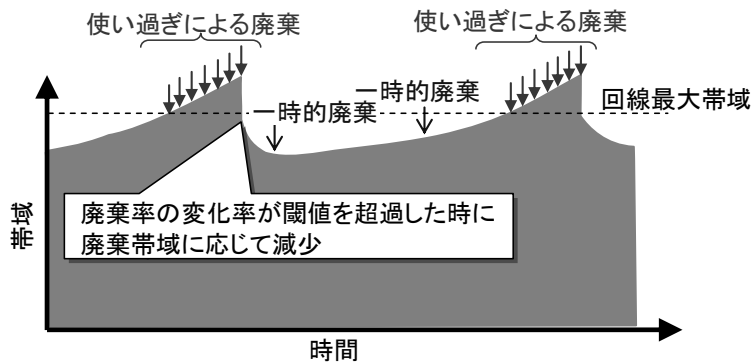 使い過ぎによる廃棄
使い過ぎによる廃棄
一時的廃棄
一時的廃棄
回線最大帯域
廃棄率の変化率が閾値を超過した時に
廃棄帯域に応じて減少
帯域
時間